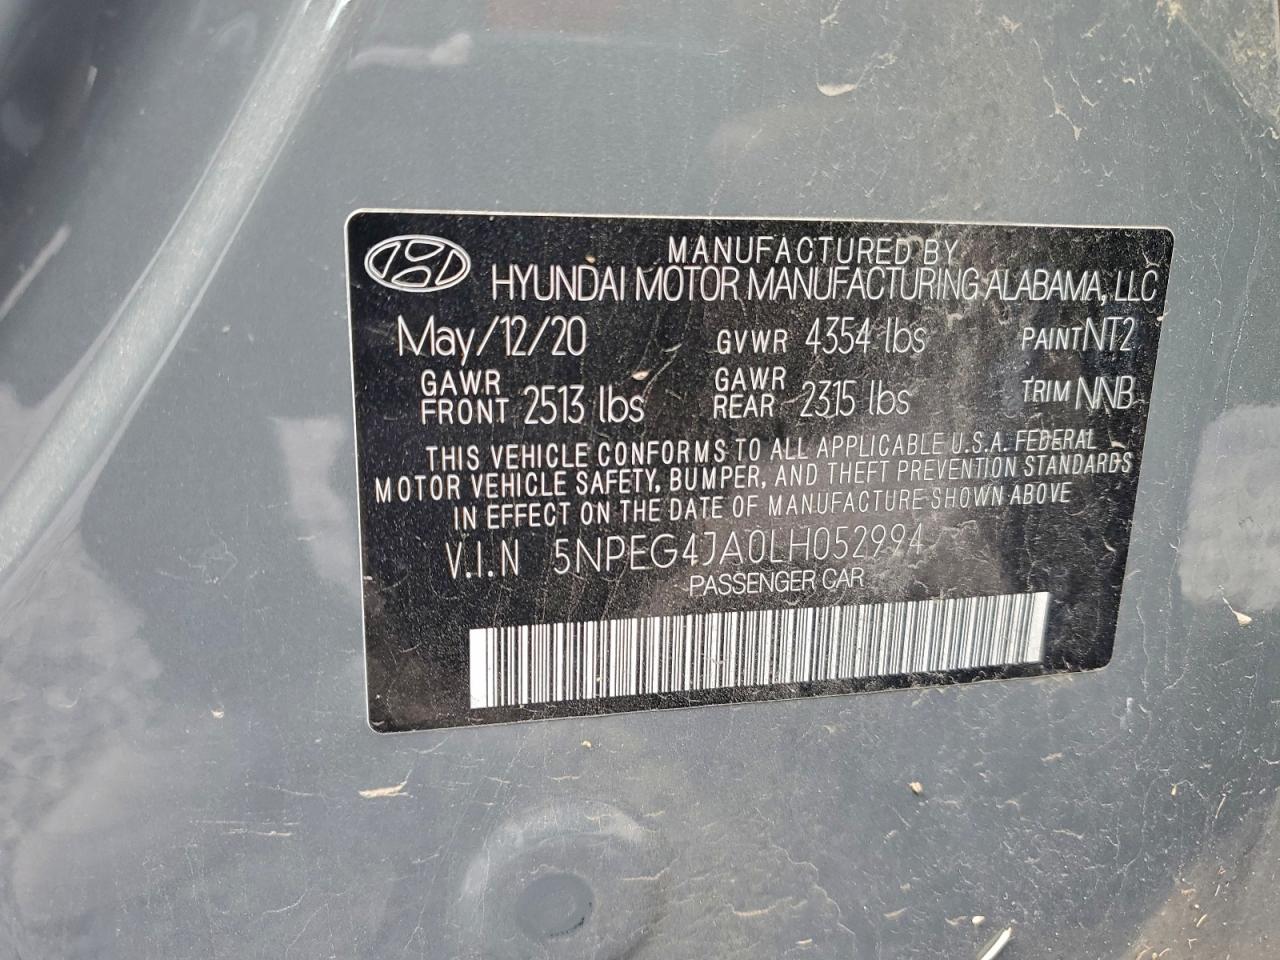 MANUFACTURED BY
HYUNDAI MOTOR MANUFACTURING ALABAMA, LLC
May/12/20 GVWR 4354 lbs PAINT NT2
GAWR FRONT 2513 lbs GAWR REAR 2315 lbs TRIM NNB
THIS VEHICLE CONFORMS TO ALL APPLICABLE U.S.A. FEDERAL
MOTOR VEHICLE SAFETY, BUMPER, AND THEFT PREVENTION STANDARDS
IN EFFECT ON THE DATE OF MANUFACTURE SHOWN ABOVE
V.I.N 5NPEG4JA0LH052994
PASSENGER CAR